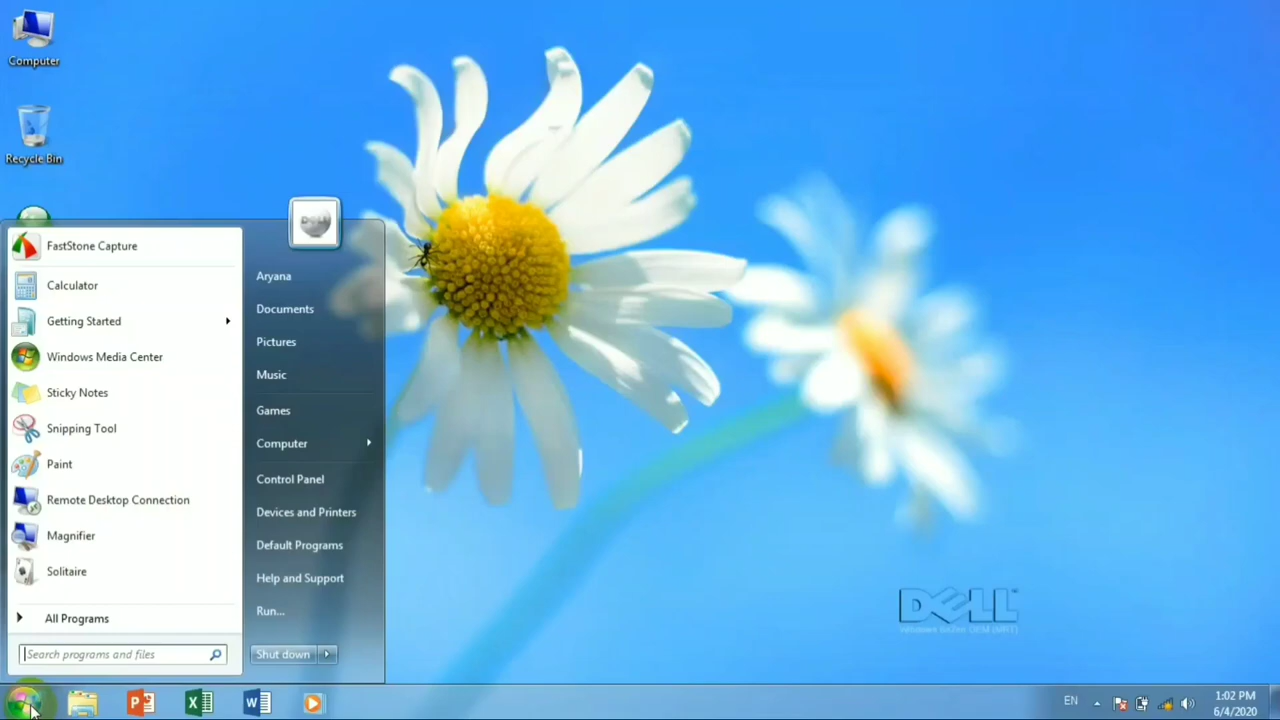 Computer
Recycle Bin
DELL
FastStone Capture
Calculator
Getting Started
Windows Media Center
Sticky Notes
Snipping Tool
Paint
Remote Desktop Connection
Magnifier
Solitaire
All Programs
Search programs and files
Aryana
Documents
Pictures
Music
Games
Computer
Control Panel
Devices and Printers
Default Programs
Help and Support
Run...
Shut down
DELL
EN
1:02 PM
6/4/2020